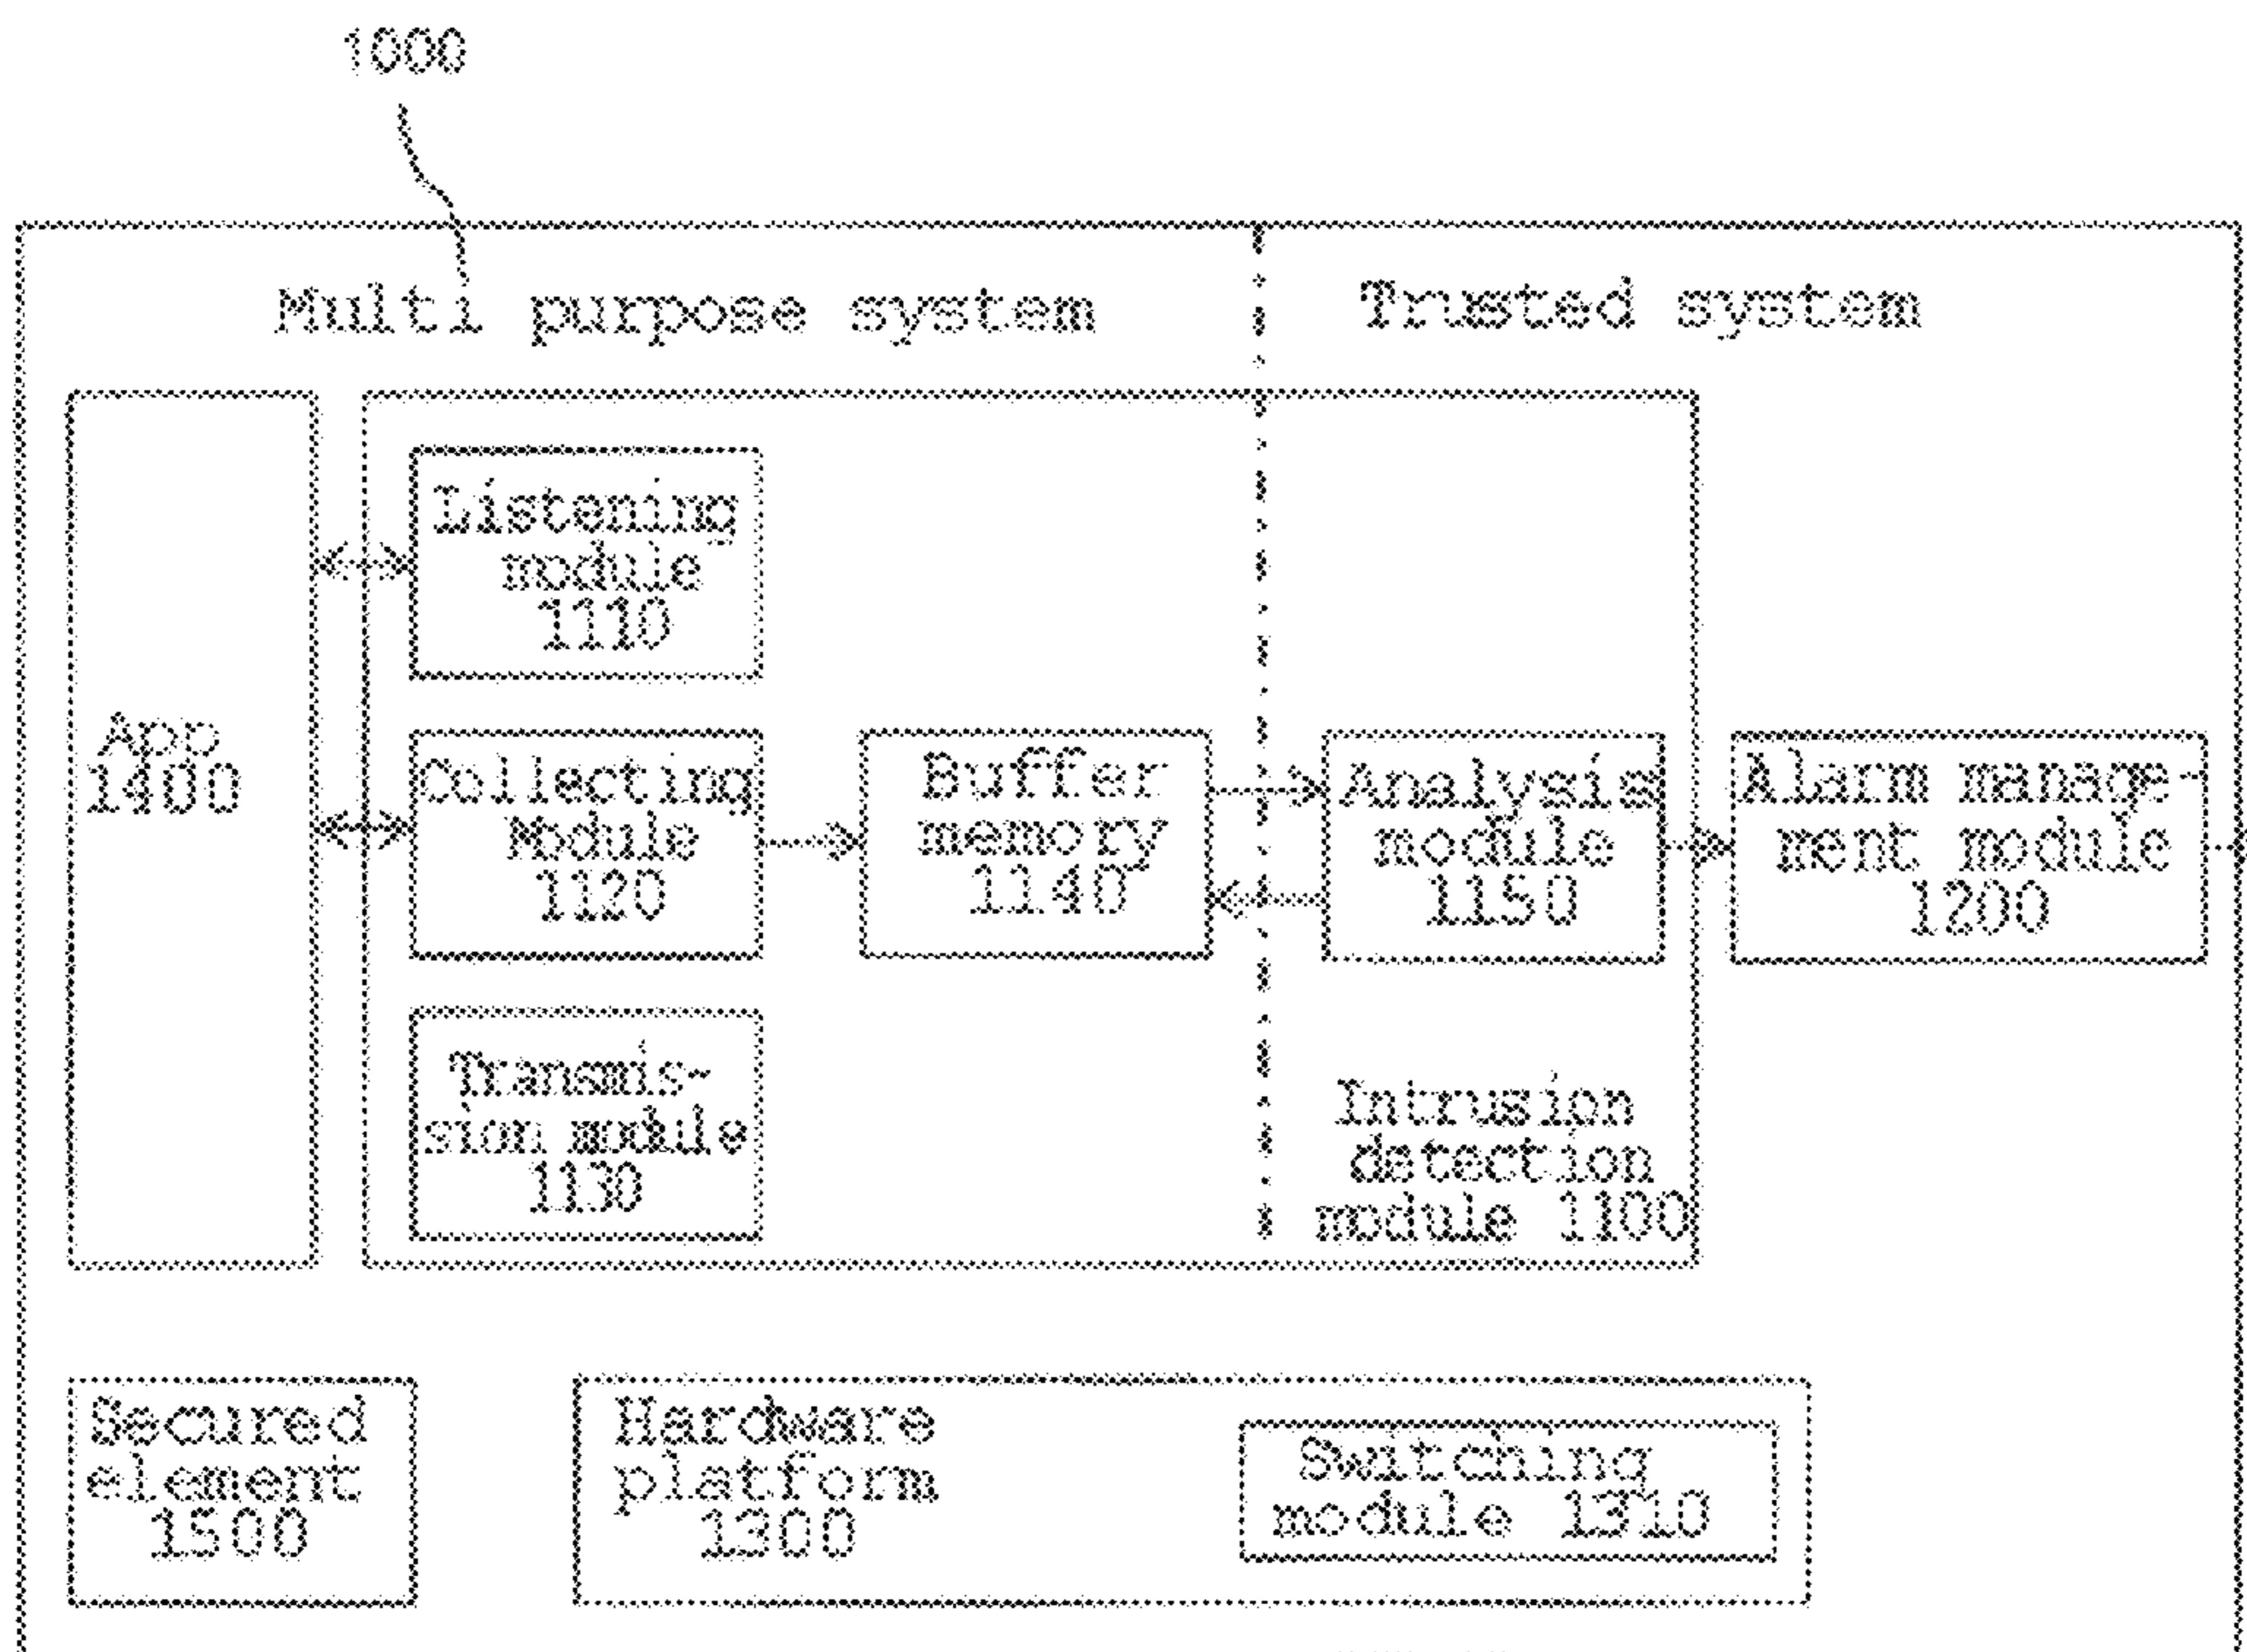 1000
Multi purpose system
Trusted system
Listening
module
1110
App
1400
Collecting
Module
1120
Buffer
memory
1140
Analysis
module
1150
Alarm manage-
ment module
1200
Transmis-
sion module
1130
Intrusion
detection
module 1100
Secured
element
1500
Hardware
platform
1300
Switching
module 1310